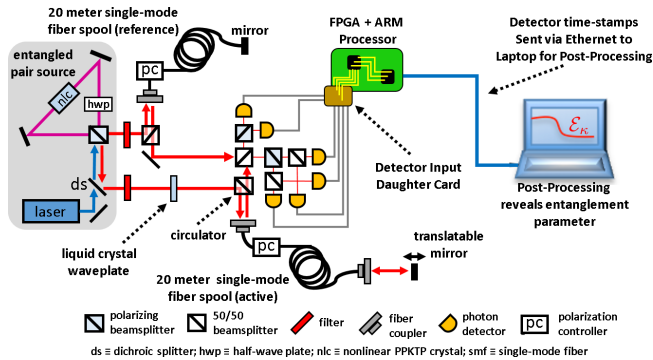 20 meter single-mode
fiber spool (reference)
mirror
FPGA + ARM
Processor
Detector time-stamps
Sent via Ethernet to
Laptop for Post-Processing
entangled
pair source
pc
nlc
hwp
ds
laser
Detector Input
Daughter Card
ℰκ
Post-Processing
reveals entanglement
parameter
liquid crystal
waveplate
circulator
pc
translatable
mirror
20 meter single-mode
fiber spool (active)
polarizing
beamsplitter
50/50
beamsplitter
filter
fiber
coupler
photon
detector
pc
polarization
controller
ds ≡ dichroic splitter; hwp ≡ half-wave plate; nlc ≡ nonlinear PPKTP crystal; smf ≡ single-mode fiber